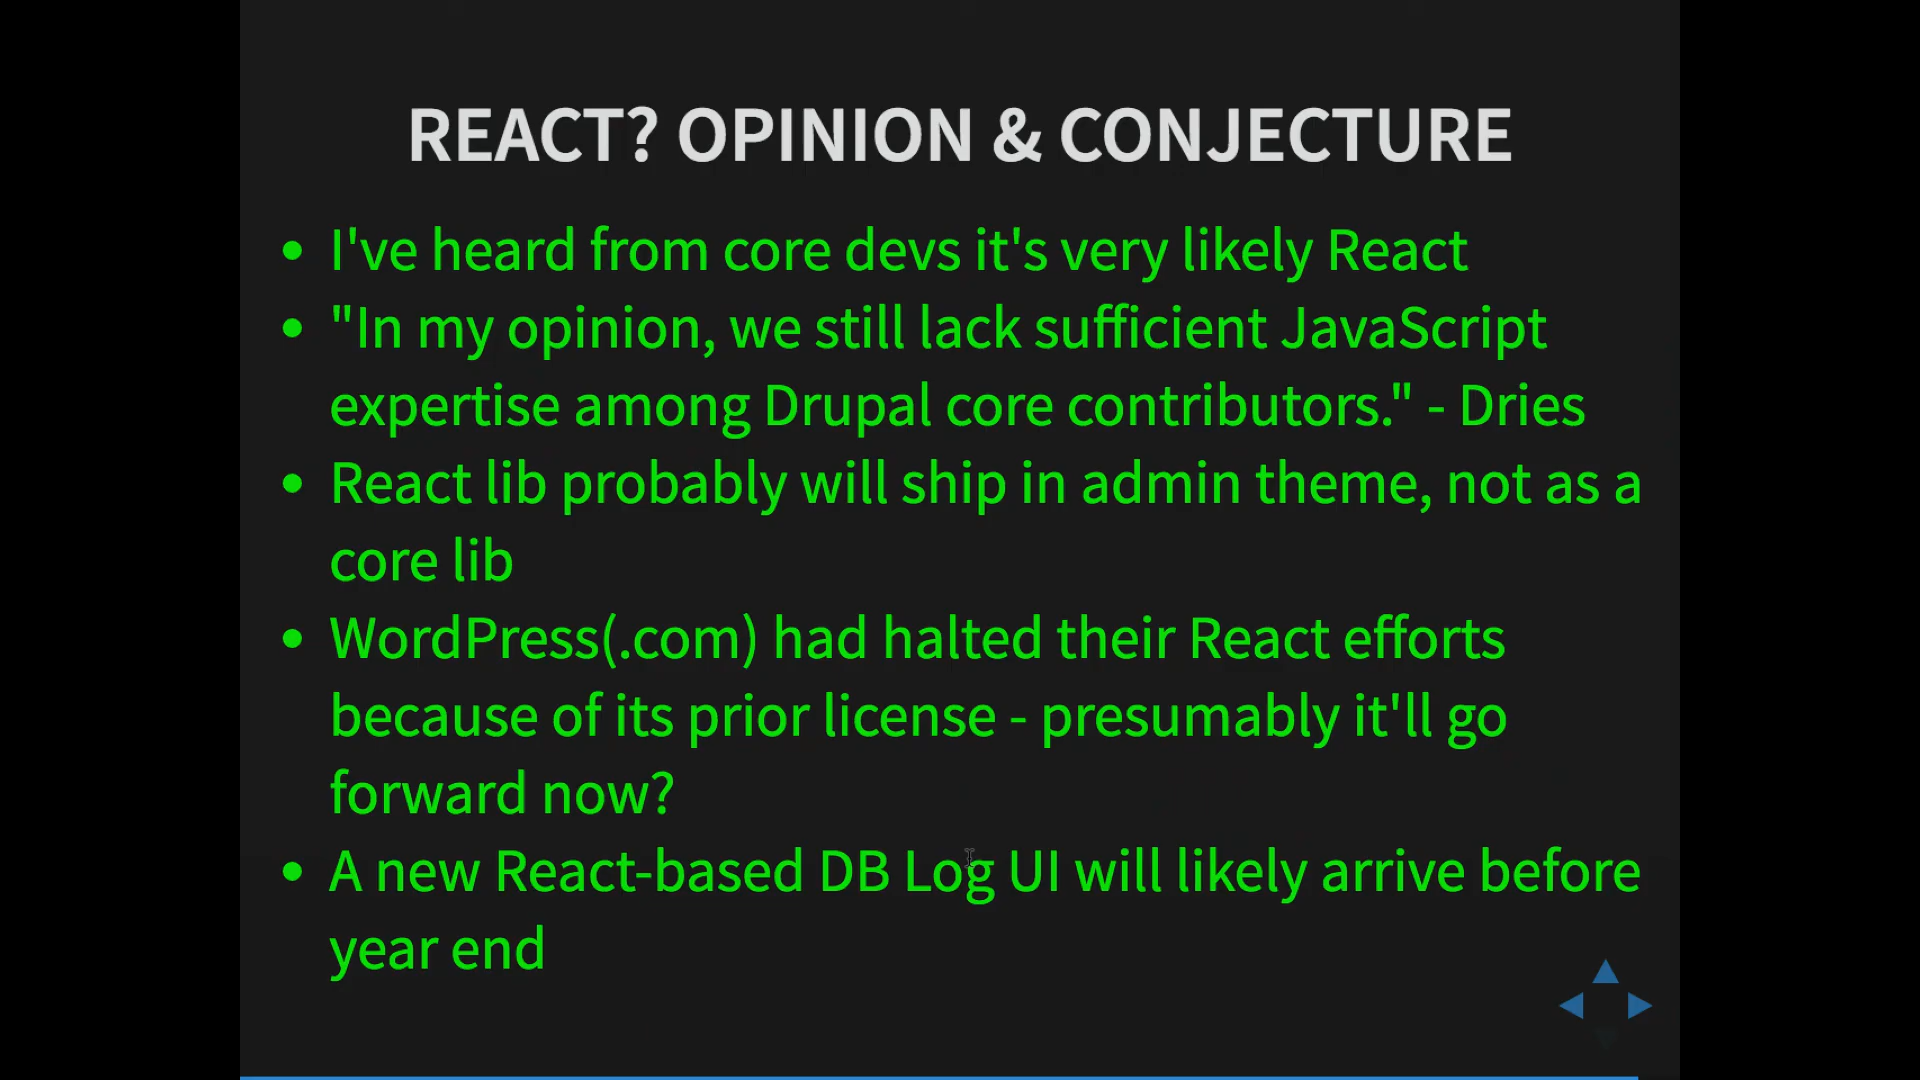 REACT? OPINION & CONJECTURE
• I've heard from core devs it's very likely React
• "In my opinion, we still lack sufficient JavaScript
expertise among Drupal core contributors." - Dries
• React lib probably will ship in admin theme, not as a
core lib
• WordPress(.com) had halted their React efforts
because of its prior license - presumably it'll go
forward now?
• A new React-based DB Log UI will likely arrive before
year end